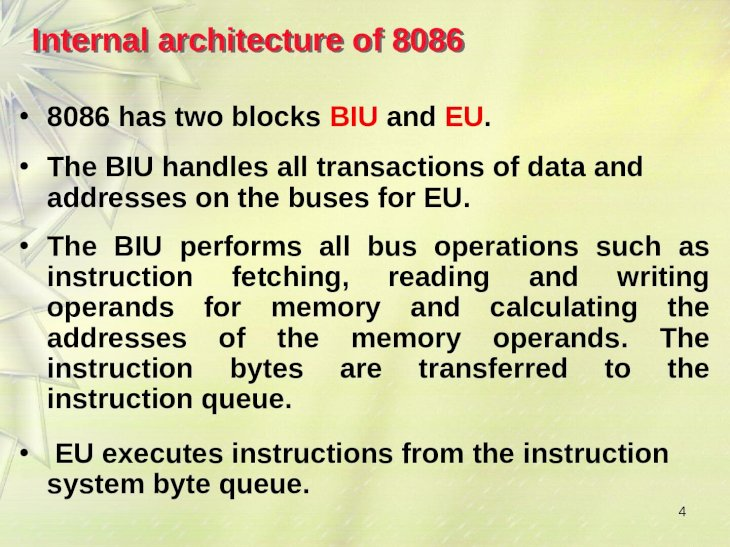 Internal architecture of 8086
• 8086 has two blocks BIU and EU.
• The BIU handles all transactions of data and
addresses on the buses for EU.
• The BIU performs all bus operations such as
instruction fetching, reading and writing
operands for memory and calculating the
addresses of the memory operands. The
instruction bytes are transferred to the
instruction queue.
• EU executes instructions from the instruction
system byte queue.
4